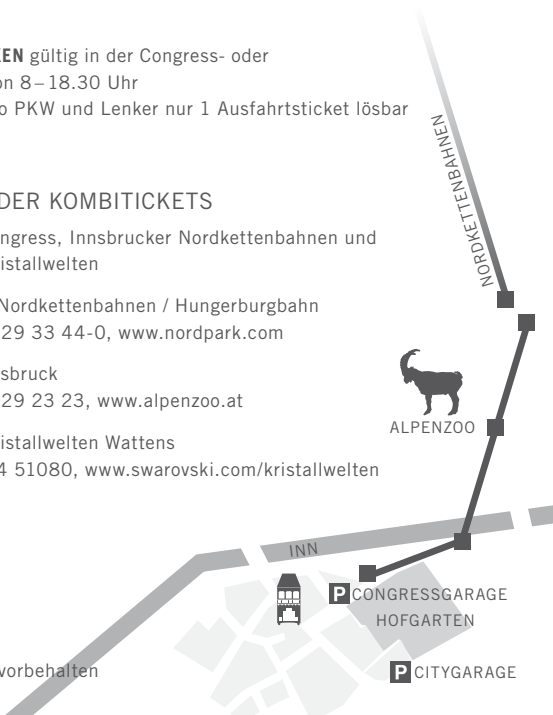 KEN gültig in der Congress- oder
on 8–18.30 Uhr
o PKW und Lenker nur 1 Ausfahrtsticket lösbar
DER KOMBITICKETS
ngress, Innsbrucker Nordkettenbahnen und
istallwelten
Nordkettenbahnen / Hungerburgbahn
29 33 44-0, www.nordpark.com
sbruck
29 23 23, www.alpenzoo.at
istallwelten Wattens
4 51080, www.swarovski.com/kristallwelten
vorbehalten
NORDKETTENBAHNEN
ALPENZOO
INN
P CONGRESSGARAGE
HOFGARTEN
P CITYGARAGE